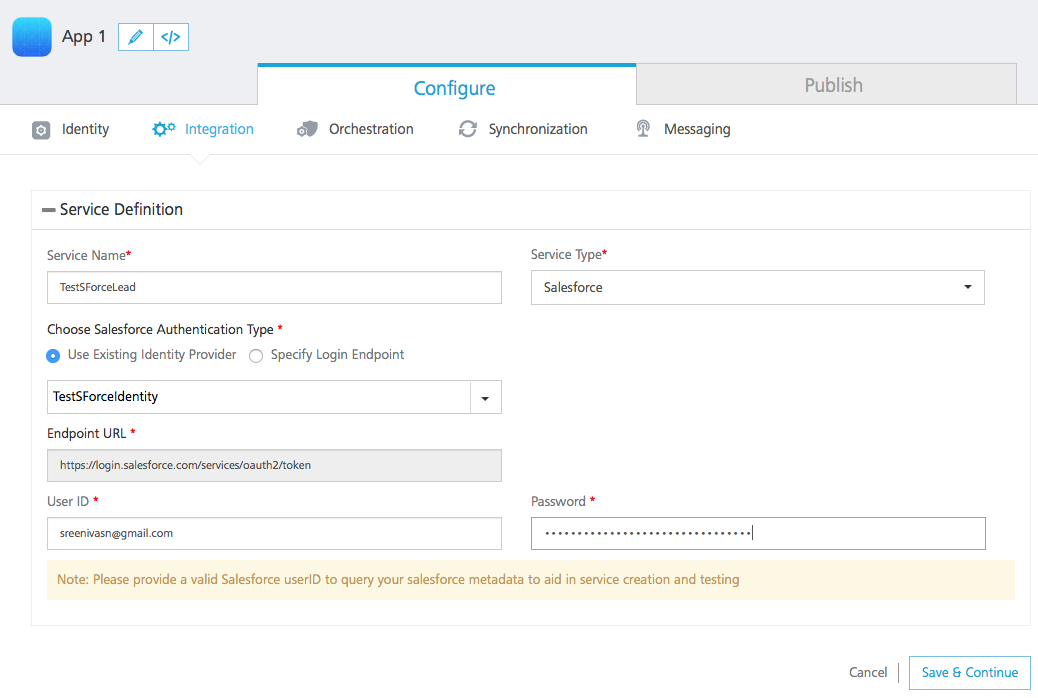 App 1 </>
Configure Publish
Identity Integration Orchestration Synchronization Messaging
Service Definition
Service Name* Service Type*
TestSForceLead Salesforce
Choose Salesforce Authentication Type *
Use Existing Identity Provider Specify Login Endpoint
TestSForceIdentity
Endpoint URL *
https://login.salesforce.com/services/oauth2/token
User ID * Password *
sreenivasn@gmail.com ••••••••••••••••••••••••••••••••
Note: Please provide a valid Salesforce userID to query your salesforce metadata to aid in service creation and testing
Cancel Save & Continue